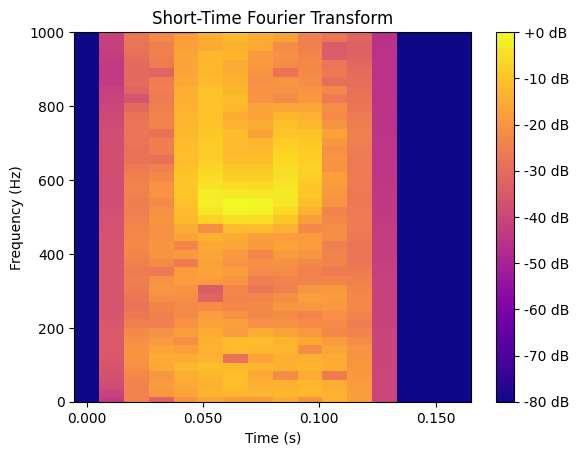 Short-Time Fourier Transform
Frequency (Hz)
1000
800
600
400
200
0
0.000
0.050
0.100
0.150
Time (s)
+0 dB
-10 dB
-20 dB
-30 dB
-40 dB
-50 dB
-60 dB
-70 dB
-80 dB